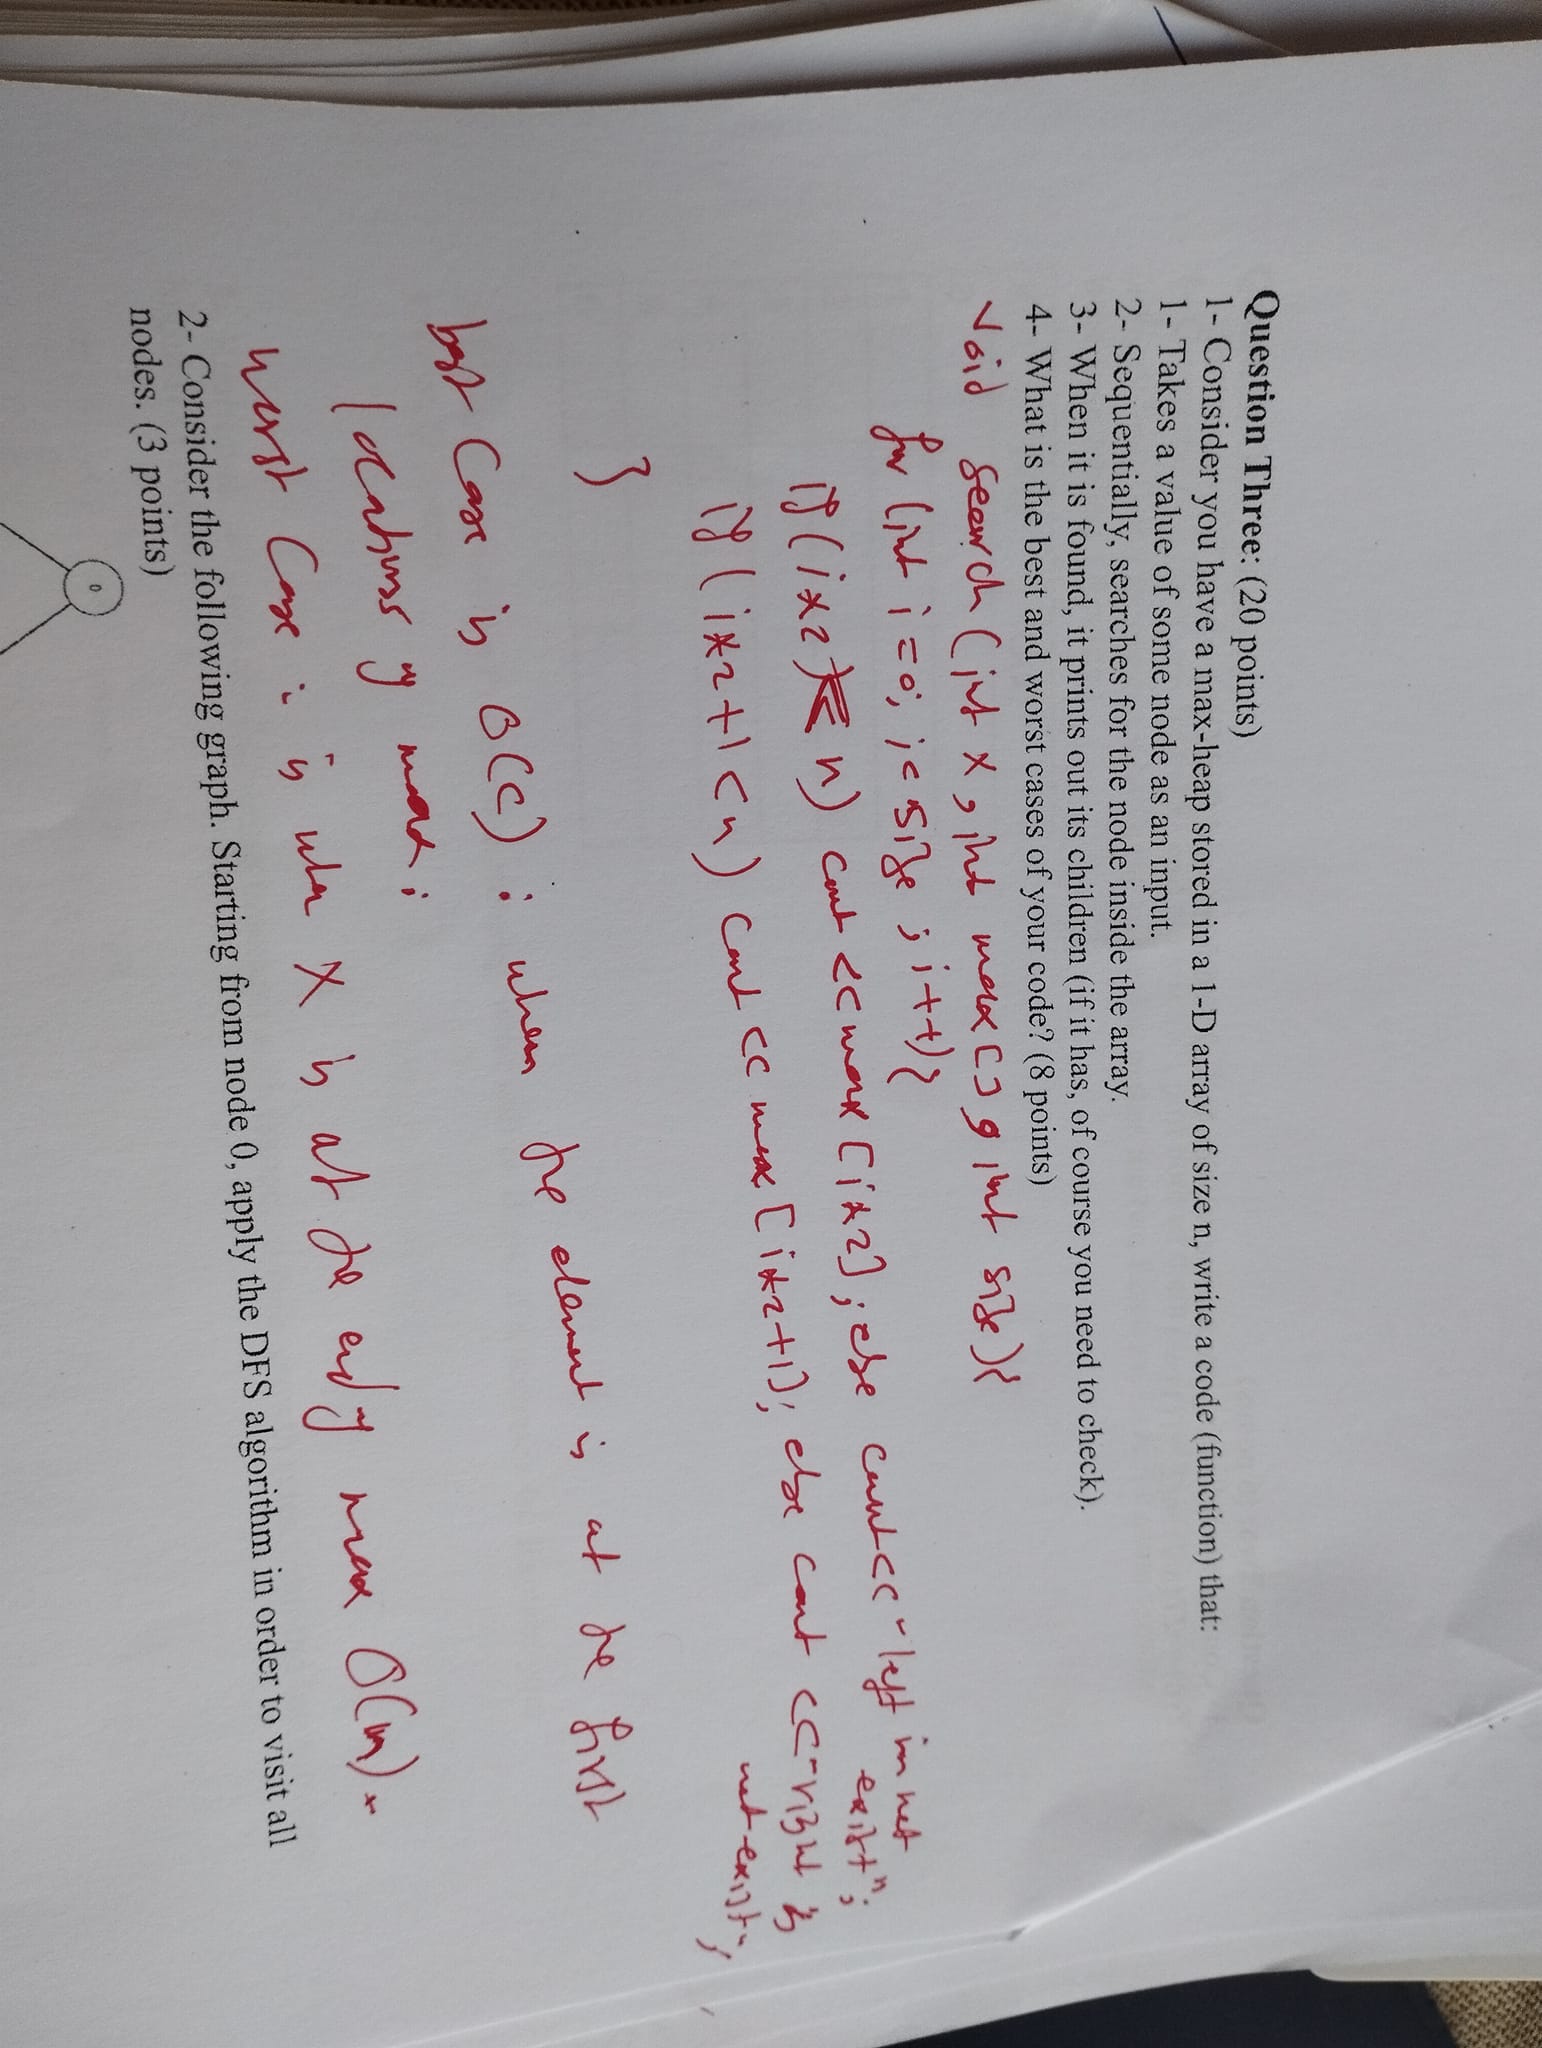 Question Three: (20 points)
1- Consider you have a max-heap stored in a 1-D array of size n, write a code (function) that:
1- Takes a value of some node as an input.
2- Sequentially, searches for the node inside the array.
3- When it is found, it prints out its children (if it has, of course you need to check).
4- What is the best and worst cases of your code? (8 points)
void search (int x, int max[], int size){
for (int i=0; i<size; i++){
if (i*2 < n) cout <<max[i*2]; else cout<<"left is not
exist";
if (i*2+1<n) cout << max [i*2+1]; else cout <<"right is
not exist";
}
best case is O(c) : when the element is at the first
locations of max;
worst case : is when x is at the end of max O(n).
2- Consider the following graph. Starting from node 0, apply the DFS algorithm in order to visit all
nodes. (3 points)
0